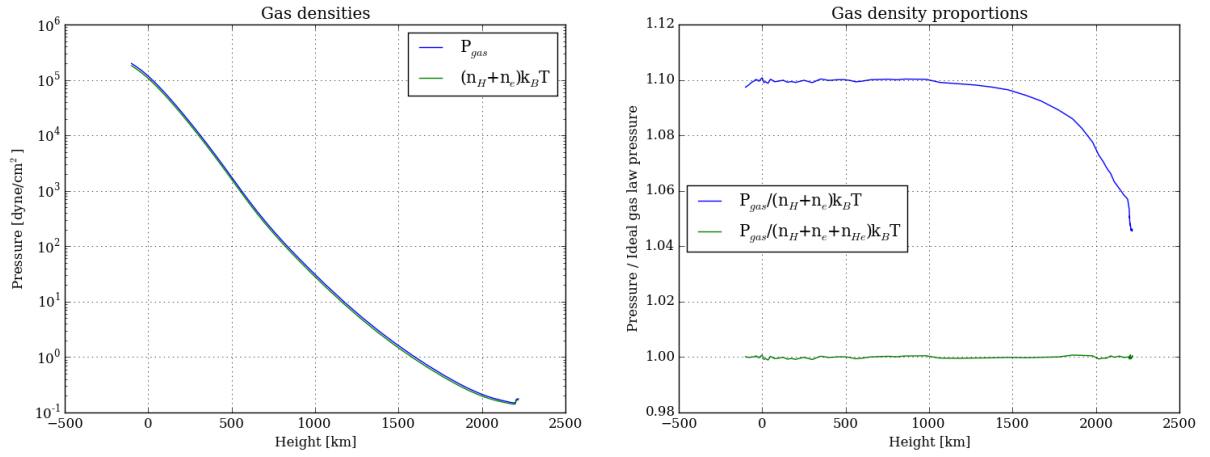 Gas densities
10^6
10^5
10^4
10^3
10^2
10^1
10^0
10^-1
Pressure [dyne/cm^2 ]
P_gas
(n_H+n_e)k_BT
−500 0 500 1000 1500 2000 2500
Height [km]
Gas density proportions
1.12
1.10
1.08
1.06
1.04
1.02
1.00
0.98
Pressure / Ideal gas law pressure
P_gas/(n_H+n_e)k_BT
P_gas/(n_H+n_e+n_He)k_BT
−500 0 500 1000 1500 2000 2500
Height [km]